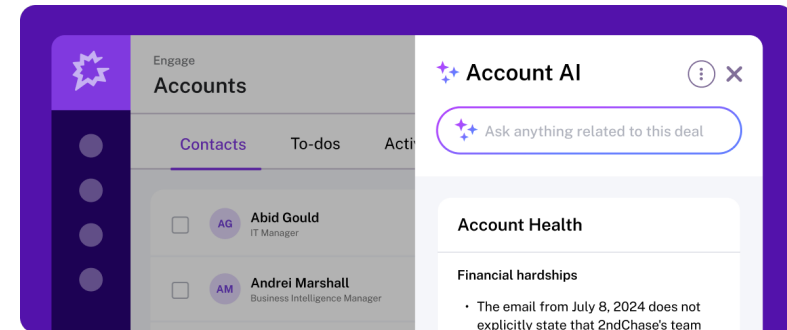 Engage
Accounts
Contacts To-dos Activ
AG Abid Gould
IT Manager
AM Andrei Marshall
Business Intelligence Manager
Account AI
Ask anything related to this deal
Account Health
Financial hardships
• The email from July 8, 2024 does not
explicitly state that 2ndChase's team